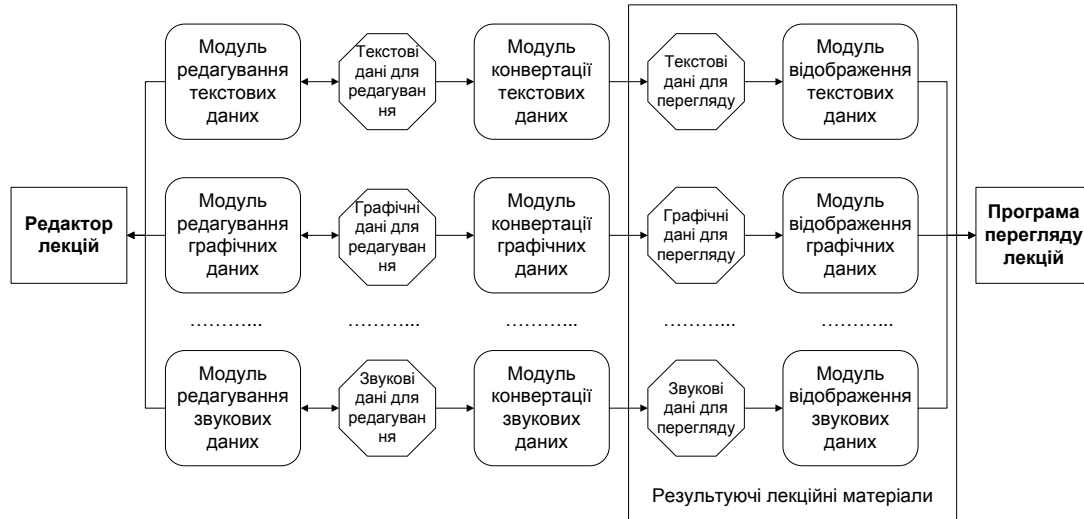 Модуль
редагування
текстових
даних
Текстові
дані для
редагуван
ня
Модуль
конвертації
текстових
даних
Текстові
дані для
перегляду
Модуль
відображення
текстових
даних
Редактор
лекцій
Модуль
редагування
графічних
даних
Графічні
дані для
редагуван
ня
Модуль
конвертації
графічних
даних
Графічні
дані для
перегляду
Модуль
відображення
графічних
даних
Програма
перегляду
лекцій
………...
………...
………...
………...
………...
Модуль
редагування
звукових
даних
Звукові
дані для
редагуван
ня
Модуль
конвертації
звукових
даних
Звукові
дані для
перегляду
Модуль
відображення
звукових
даних
Результуючі лекційні матеріали